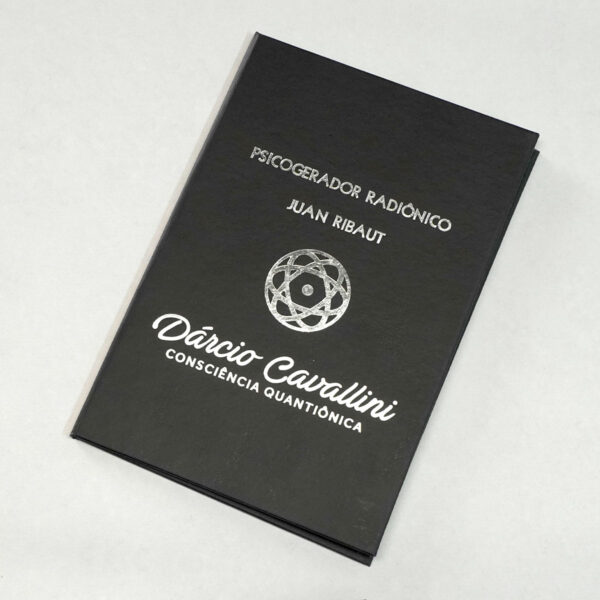 PSICOGERADOR RADIÔNICO
JUAN RIBAUT
Dárcio Cavallini
CONSCIÊNCIA QUANTIÔNICA